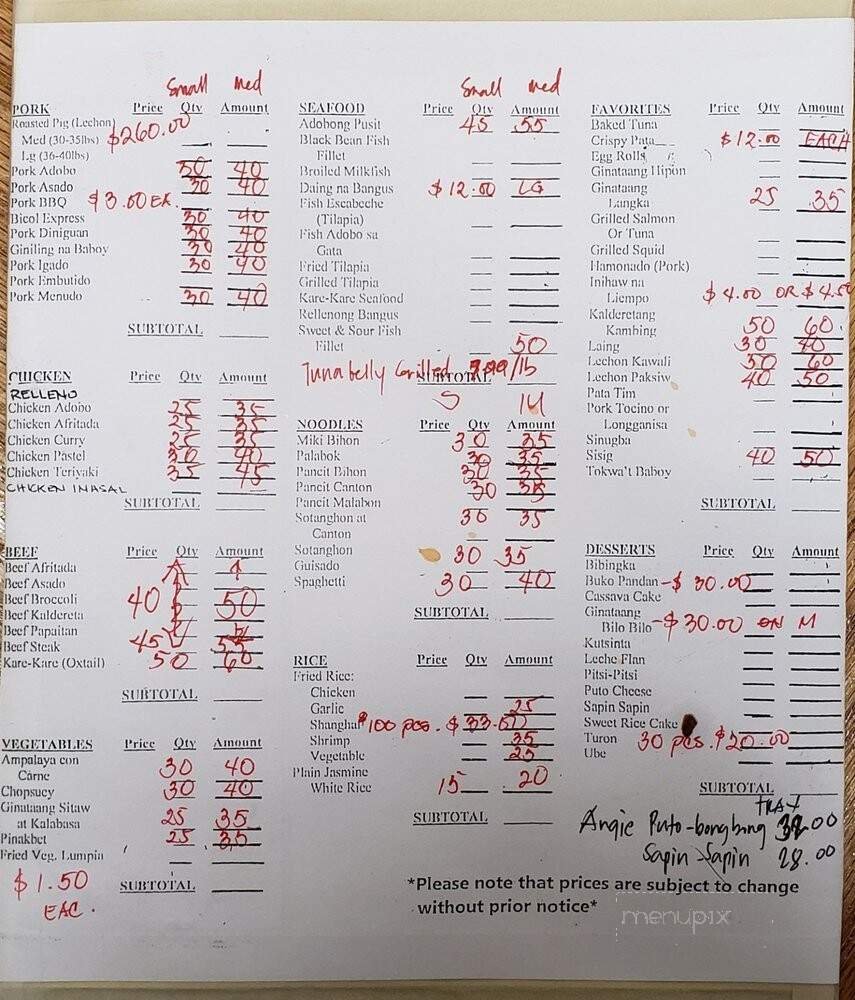 Small med
PORK Price Qty Amount
Roasted Pig (Lechon)
Med (30-35lbs) $260.00
Lg (36-40lbs)
Pork Adobo 30 40
Pork Asado 30 40
Pork BBQ $3.00 EA.
Bicol Express 30 40
Pork Diniguan 30 40
Giniling na Baboy 30 40
Pork Igado 30 40
Pork Embutido
Pork Menudo 30 40
SUBTOTAL
CHICKEN Price Qty Amount
RELLENO
Chicken Adobo 25 35
Chicken Afritada 25 35
Chicken Curry 25 35
Chicken Pastel 30 40
Chicken Teriyaki 35 45
CHICKEN INASAL
SUBTOTAL
BEEF Price Qty Amount
Beef Afritada
Beef Asado
Beef Broccoli 40 50
Beef Kaldereta
Beef Papaitan
Beef Steak 45 55
Kare-Kare (Oxtail) 50 60
SUBTOTAL
VEGETABLES Price Qty Amount
Ampalaya con
Carne 30 40
Chopsuey 30 40
Ginataang Sitaw
at Kalabasa 25 35
Pinakbet 25 35
Fried Veg. Lumpia
$1.50 SUBTOTAL
EAC.
Small med
SEAFOOD Price Qty Amount
Adobong Pusit 45 55
Black Bean Fish
Fillet
Broiled Milkfish
Daing na Bangus $12.00 LG
Fish Escabeche
(Tilapia)
Fish Adobo sa
Gata
Fried Tilapia
Grilled Tilapia
Kare-Kare Seafood
Rellenong Bangus
Sweet & Sour Fish
Fillet 50
Tuna belly Grilled /lb
SUBTOTAL
S M
NOODLES Price Qty Amount
Miki Bihon 30 35
Palabok 30 35
Pancit Bihon 30 35
Pancit Canton 30 35
Pancit Malabon
Sotanghon at 30 35
Canton
Sotanghon 30 35
Guisado
Spaghetti 30 40
SUBTOTAL
RICE Price Qty Amount
Fried Rice:
Chicken
Garlic 25
Shanghai $100 pcs. $33.00
Shrimp 35
Vegetable 25
Plain Jasmine
White Rice 15 20
SUBTOTAL
FAVORITES Price Qty Amount
Baked Tuna
Crispy Pata $12.00 EACH
Egg Rolls
Ginataang Hipon
Ginataang
Langka 25 35
Grilled Salmon
Or Tuna
Grilled Squid
Hamonado (Pork)
Inihaw na
Liempo $4.00 OR $4.50
Kalderetang
Kambing 50 60
Laing 30 40
Lechon Kawali 50 60
Lechon Paksiw 40 50
Pata Tim
Pork Tocino or
Longganisa
Sinugba
Sisig 40 50
Tokwa't Baboy
SUBTOTAL
DESSERTS Price Qty Amount
Bibingka
Buko Pandan - $30.00
Cassava Cake
Ginataang
Bilo Bilo - $30.00 ON M
Kutsinta
Leche Flan
Pitsi-Pitsi
Puto Cheese
Sapin Sapin
Sweet Rice Cake
Turon 30 pcs. $20.00
Ube
SUBTOTAL
TRAY
Angie Puto-bongbong .00
Sapin-Sapin 28.00
*Please note that prices are subject to change
without prior notice*
menupix